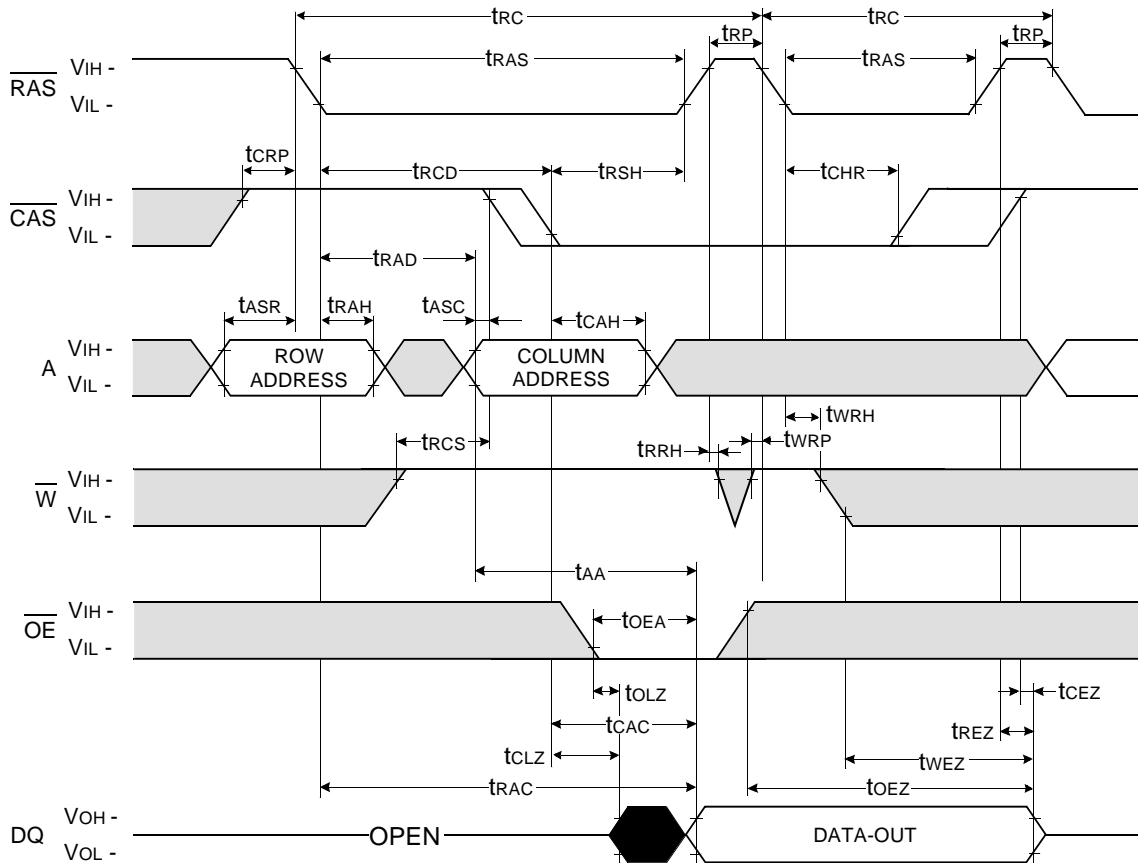 tRC tRC
tRP tRP
tRAS tRAS
RAS VIH -
VIL -
tCRP tRCD tRSH tCHR
CAS VIH -
VIL -
tRAD
tASR tRAH tASC tCAH
A VIH -
VIL -
ROW ADDRESS
COLUMN ADDRESS
tWRH
tRCS tRRH tWRP
W VIH -
VIL -
tAA
OE VIH -
VIL -
tOEA
tOLZ tCEZ
tCAC tREZ
tCLZ tWEZ
tRAC tOEZ
DQ VOH -
VOL -
OPEN DATA-OUT